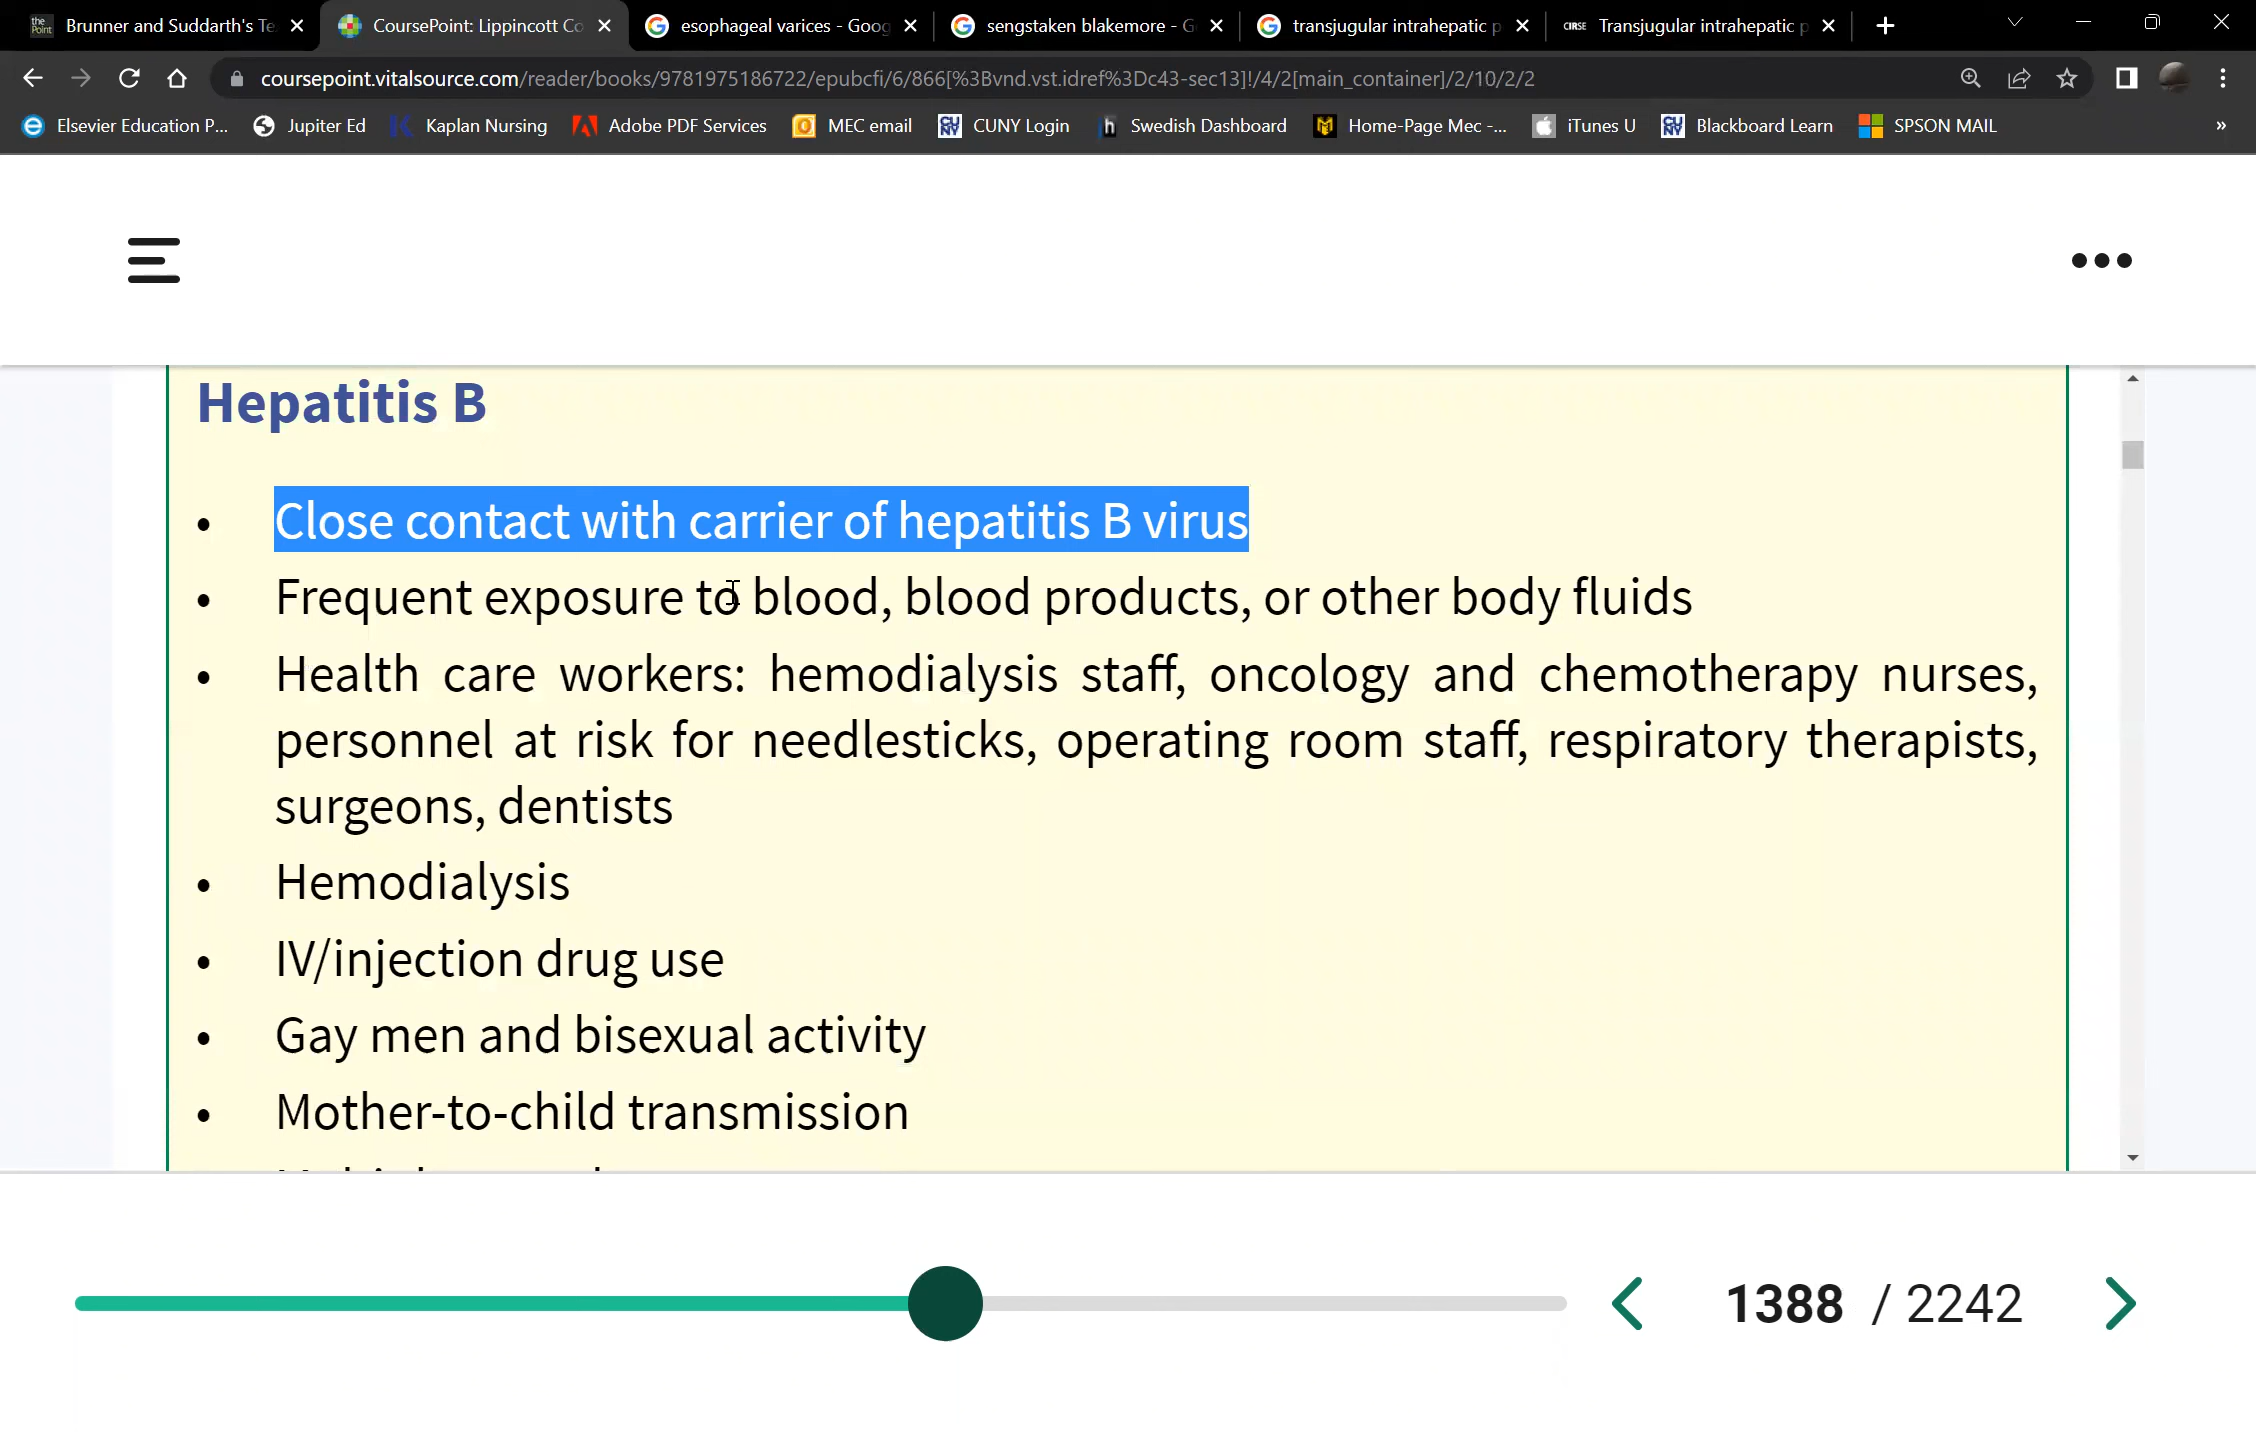 Brunner and Suddarth's Te
CoursePoint: Lippincott Co
esophageal varices - Goog
sengstaken blakemore - G
transjugular intrahepatic p
CIRSE Transjugular intrahepatic p
coursepoint.vitalsource.com/reader/books/9781975186722/epubcfi/6/866[%3Bvnd.vst.idref%3Dc43-sec13]!/4/2[main_container]/2/10/2/2
Elsevier Education P...
Jupiter Ed
Kaplan Nursing
Adobe PDF Services
MEC email
CUNY Login
Swedish Dashboard
Home-Page Mec -...
iTunes U
Blackboard Learn
SPSON MAIL
»
Hepatitis B
• Close contact with carrier of hepatitis B virus
• Frequent exposure to blood, blood products, or other body fluids
• Health care workers: hemodialysis staff, oncology and chemotherapy nurses,
personnel at risk for needlesticks, operating room staff, respiratory therapists,
surgeons, dentists
• Hemodialysis
• IV/injection drug use
• Gay men and bisexual activity
• Mother-to-child transmission
1388 / 2242